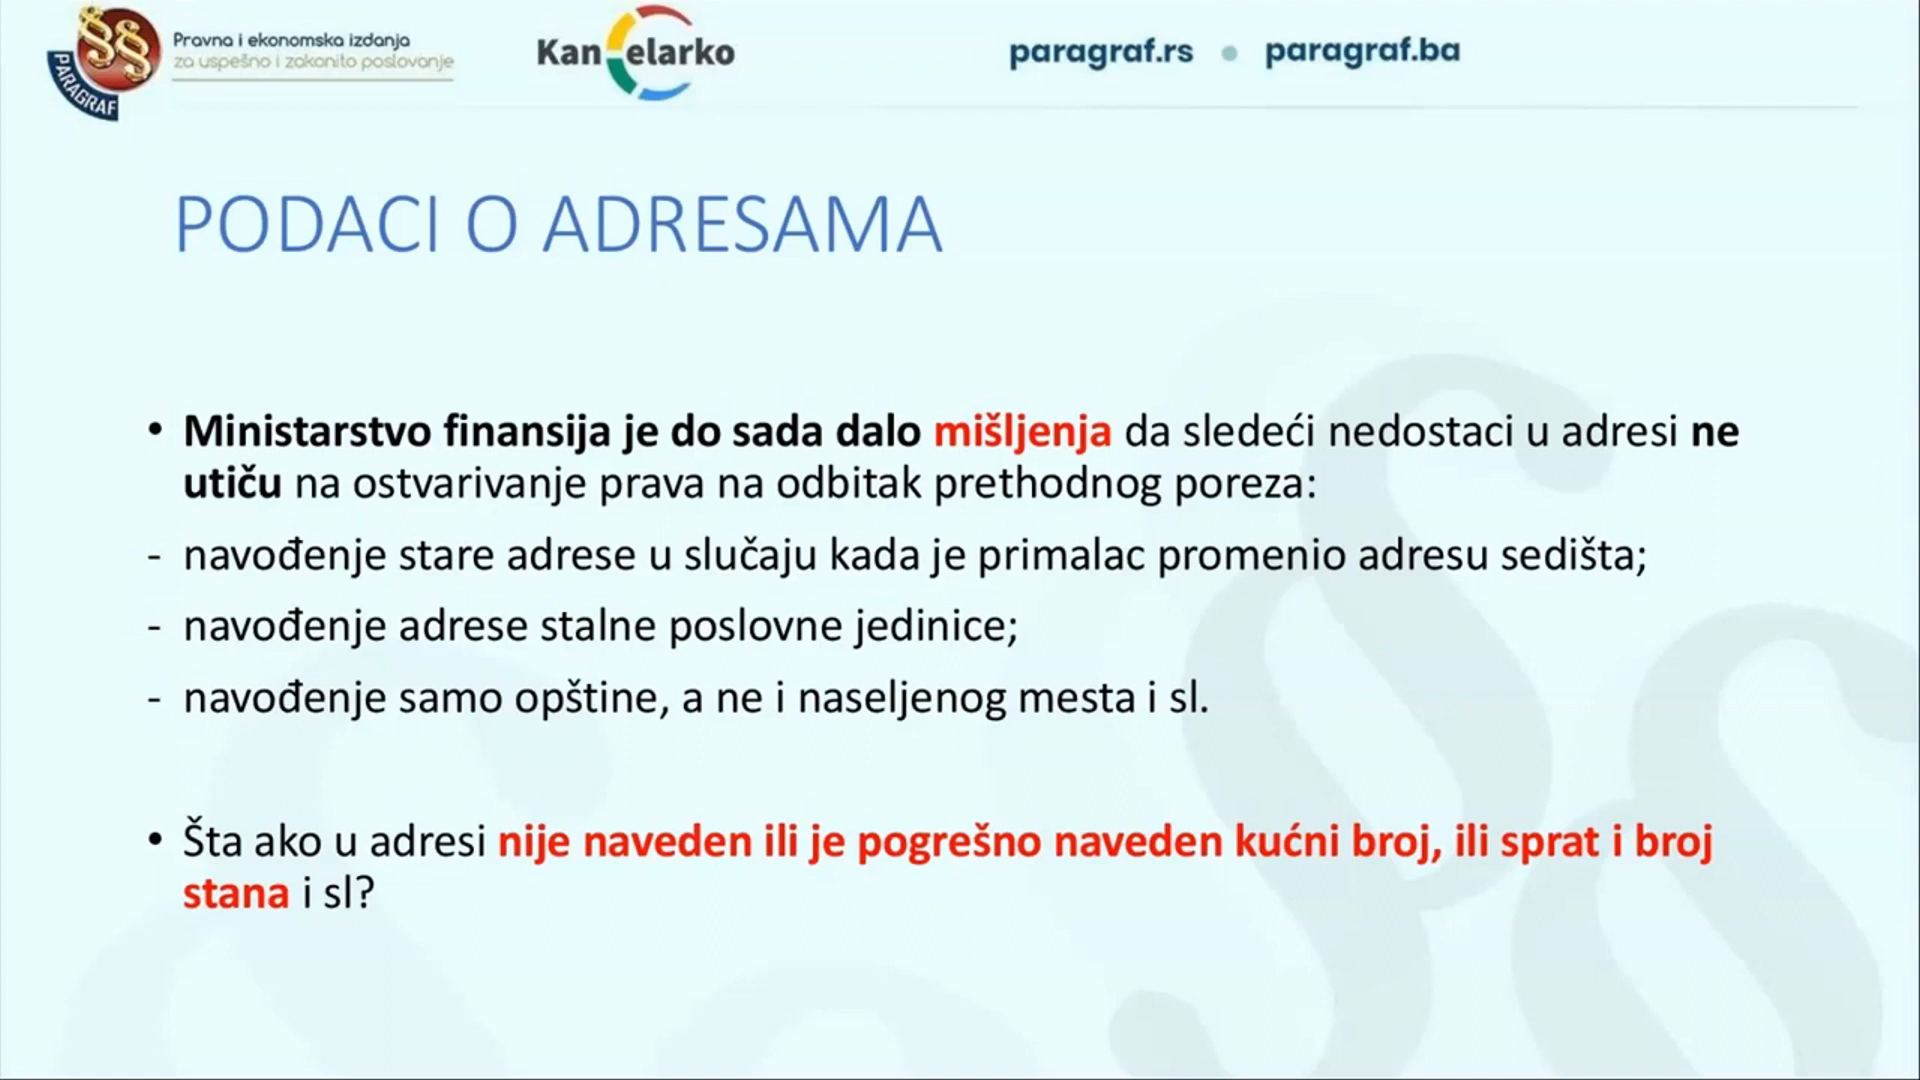 PARAGRAF
Pravna i ekonomska izdanja
za uspešno i zakonito poslovanje
Kancelarko
paragraf.rs • paragraf.ba
PODACI O ADRESAMA
• Ministarstvo finansija je do sada dalo mišljenja da sledeći nedostaci u adresi ne
utiču na ostvarivanje prava na odbitak prethodnog poreza:
- navođenje stare adrese u slučaju kada je primalac promenio adresu sedišta;
- navođenje adrese stalne poslovne jedinice;
- navođenje samo opštine, a ne i naseljenog mesta i sl.
• Šta ako u adresi nije naveden ili je pogrešno naveden kućni broj, ili sprat i broj
stana i sl?